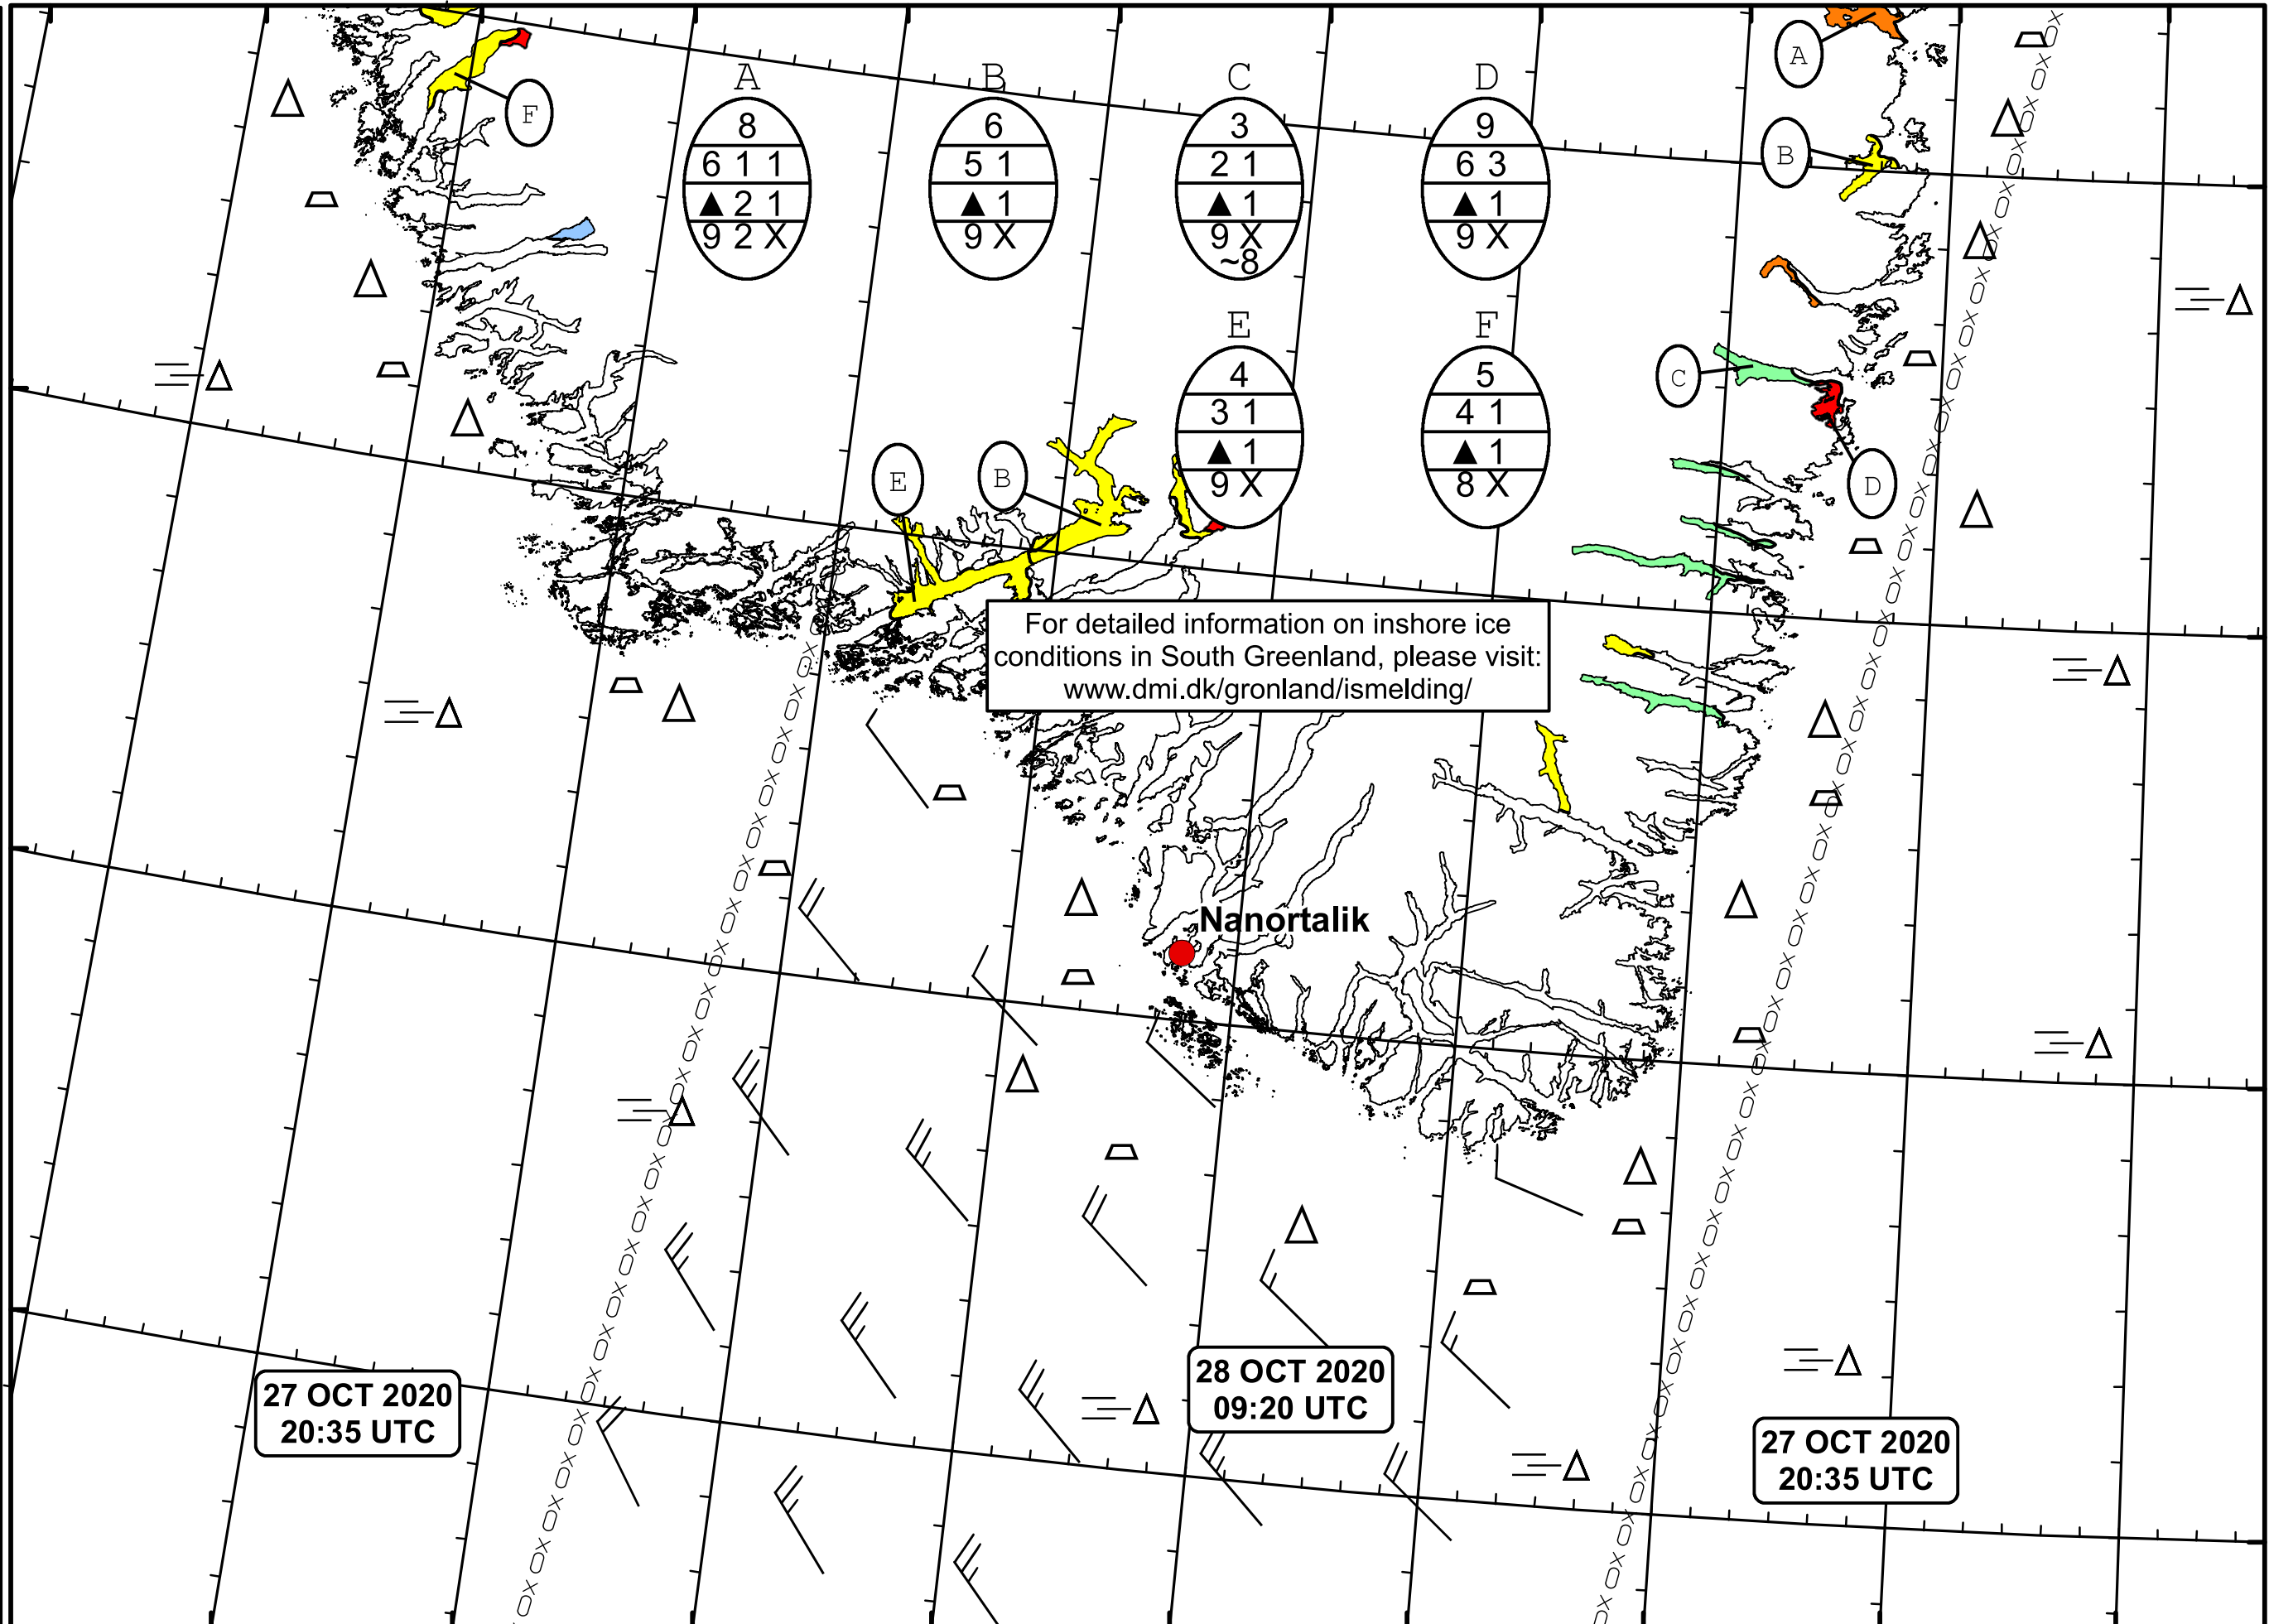 A
F
A B C D
8
6 1 1
▲ 2 1
9 2 X
6
5 1
▲ 1
9 X
3
2 1
▲ 1
9 X
~8
9
6 3
▲ 1
9 X
B
E F
4
3 1
▲ 1
9 X
5
4 1
▲ 1
8 X
C
D
E
B
For detailed information on inshore ice
conditions in South Greenland, please visit:
www.dmi.dk/gronland/ismelding/
Nanortalik
27 OCT 2020
20:35 UTC
28 OCT 2020
09:20 UTC
27 OCT 2020
20:35 UTC